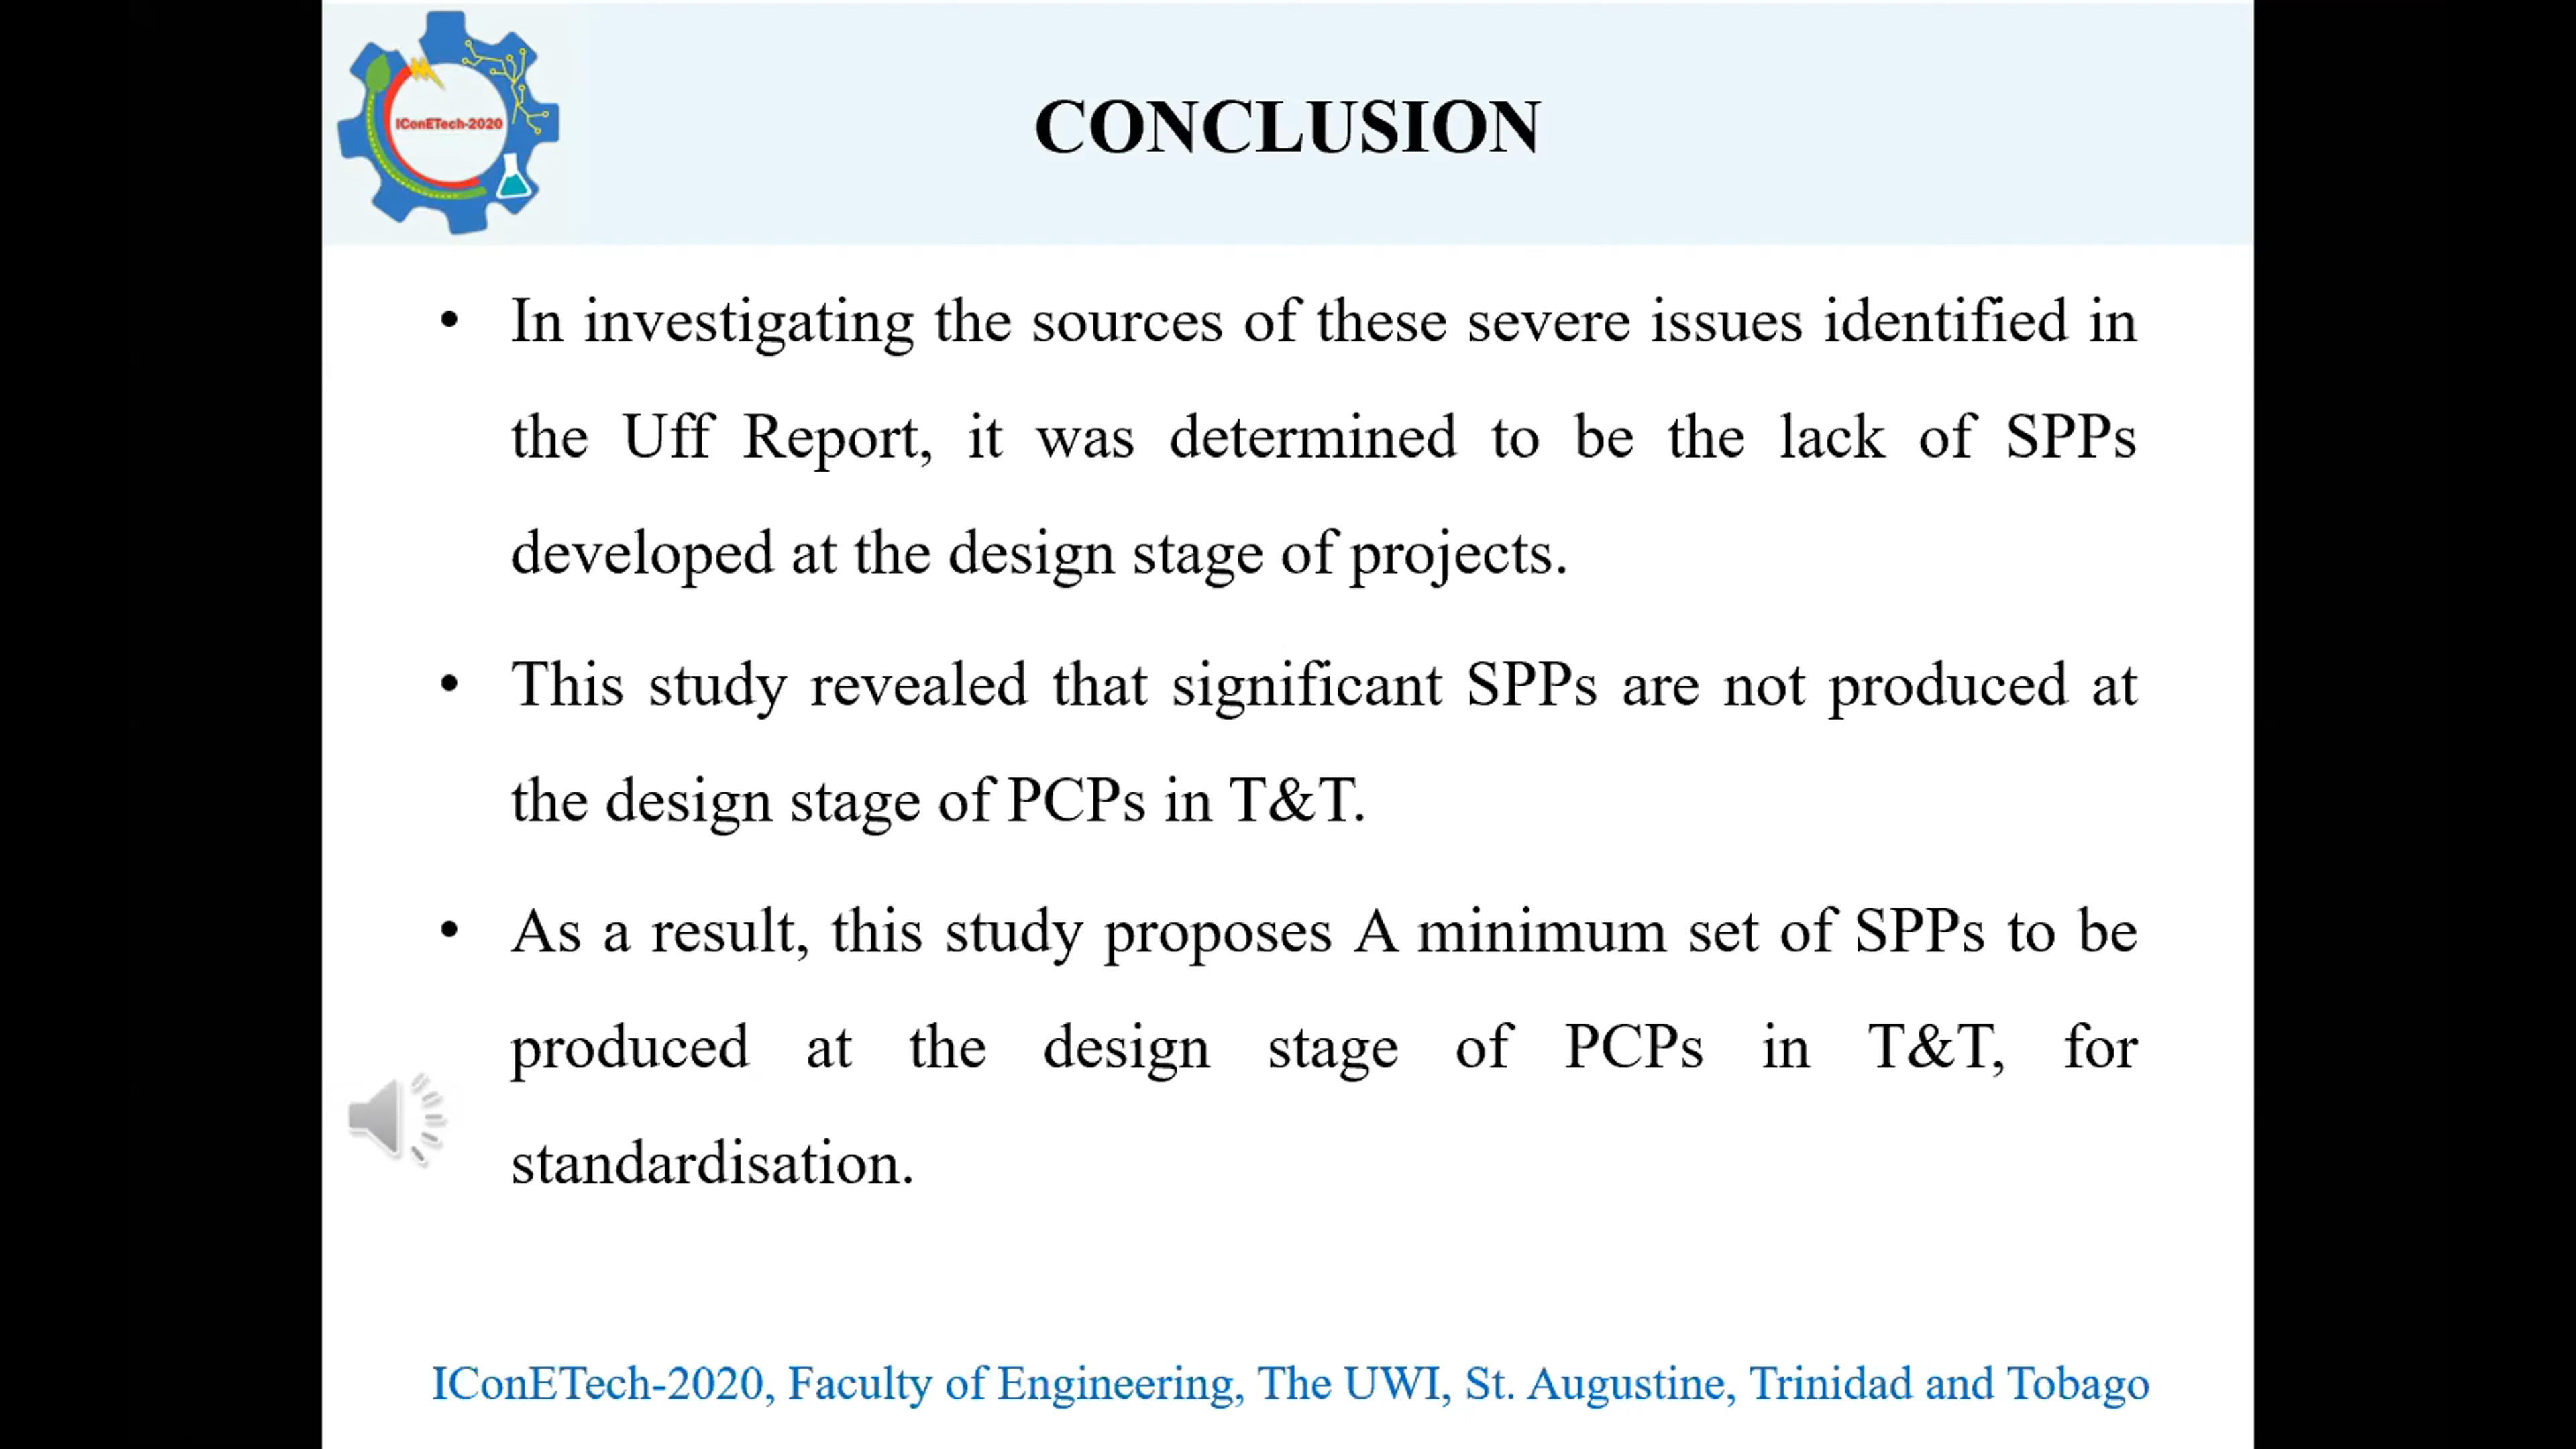 IConETech-2020
CONCLUSION
• In investigating the sources of these severe issues identified in
the Uff Report, it was determined to be the lack of SPPs
developed at the design stage of projects.
• This study revealed that significant SPPs are not produced at
the design stage of PCPs in T&T.
• As a result, this study proposes A minimum set of SPPs to be
produced at the design stage of PCPs in T&T, for
standardisation.
IConETech-2020, Faculty of Engineering, The UWI, St. Augustine, Trinidad and Tobago